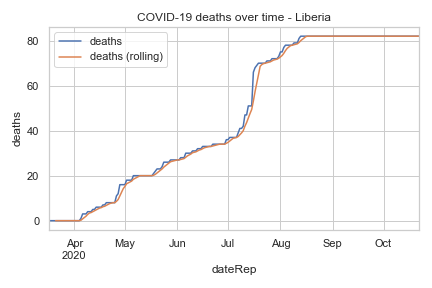 COVID-19 deaths over time - Liberia
deaths
deaths (rolling)
80
60
40
20
0
deaths
Apr May Jun Jul Aug Sep Oct
2020
dateRep